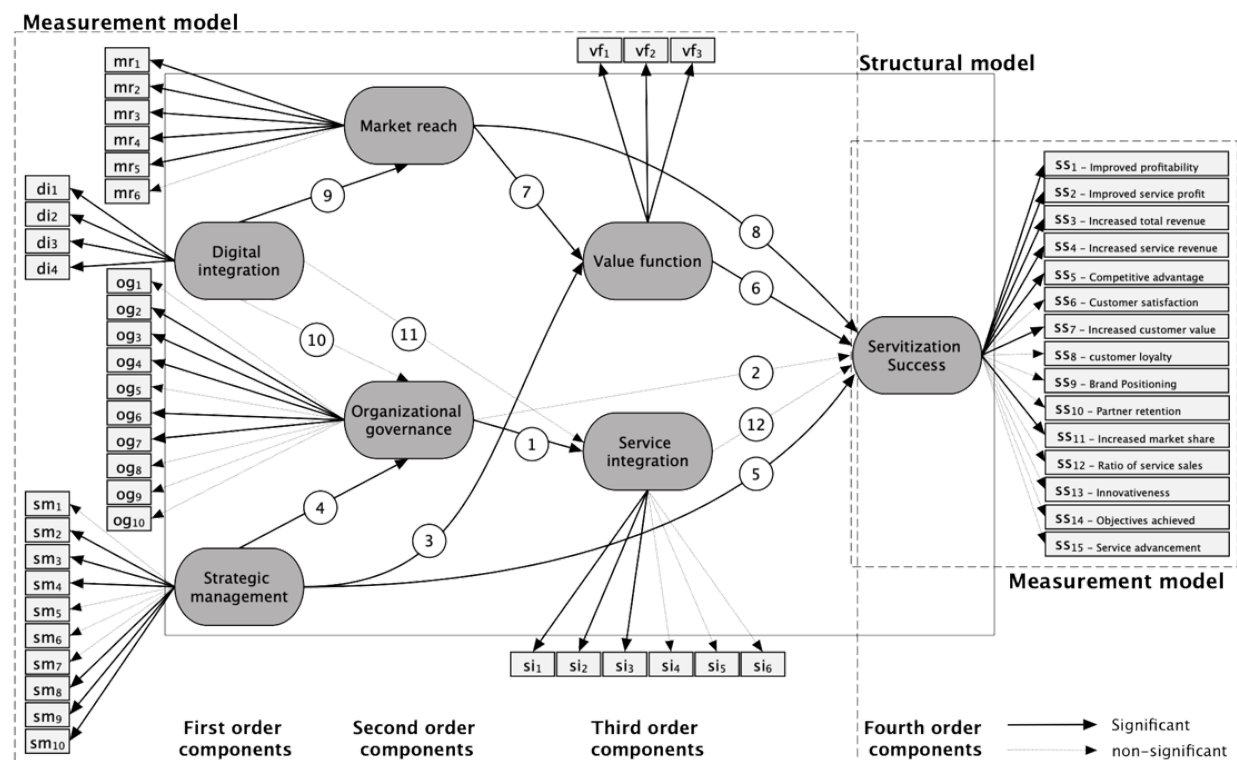 Measurement model
Structural model
mr1
mr2
mr3
mr4
mr5
mr6
vf1
vf2
vf3
Market reach
di1
di2
di3
di4
Digital
integration
9
7
8
Value function
6
og1
og2
og3
og4
og5
og6
og7
og8
og9
og10
10
11
Organizational
governance
2
1
12
Service
integration
5
Servitization
Success
SS1 – Improved profitability
SS2 – Improved service profit
SS3 – Increased total revenue
SS4 – Increased service revenue
SS5 – Competitive advantage
SS6 – Customer satisfaction
SS7 – Increased customer value
SS8 – customer loyalty
SS9 – Brand Positioning
SS10 – Partner retention
SS11 – Increased market share
SS12 – Ratio of service sales
SS13 – Innovativeness
SS14 – Objectives achieved
SS15 – Service advancement
Measurement model
sm1
sm2
sm3
sm4
sm5
sm6
sm7
sm8
sm9
sm10
4
3
Strategic
management
si1
si2
si3
si4
si5
si6
First order
components
Second order
components
Third order
components
Fourth order
components
Significant
non-significant